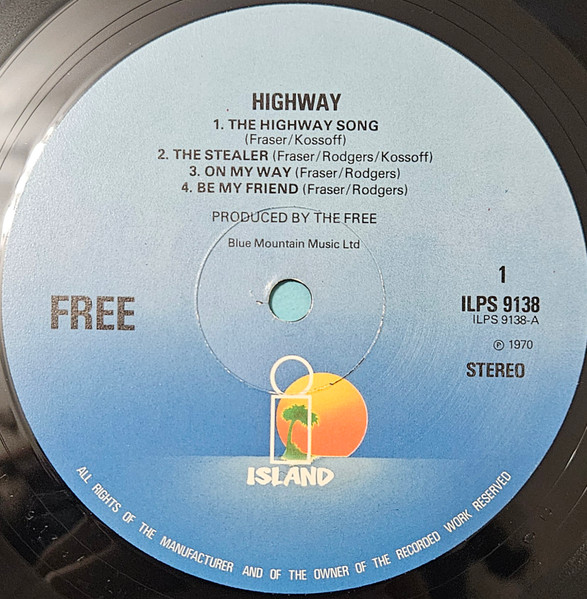 HIGHWAY
1. THE HIGHWAY SONG
(Fraser/Kossoff)
2. THE STEALER (Fraser/Rodgers/Kossoff)
3. ON MY WAY (Fraser/Rodgers)
4. BE MY FRIEND (Fraser/Rodgers)
PRODUCED BY THE FREE
Blue Mountain Music Ltd
FREE
1
ILPS 9138
ILPS 9138-A
℗ 1970
STEREO
ISLAND
ALL RIGHTS OF THE MANUFACTURER AND OF THE OWNER OF THE RECORDED WORK RESERVED